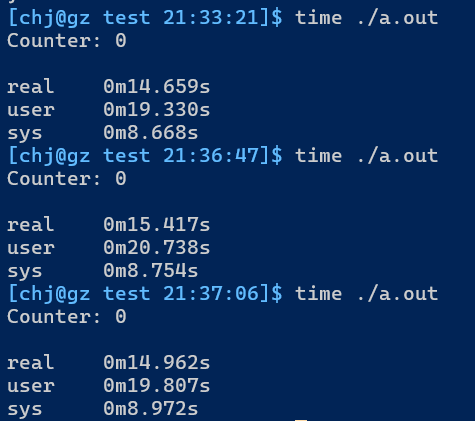 [chj@gz test 21:33:21]$ time ./a.out
Counter: 0
real 0m14.659s
user 0m19.330s
sys 0m8.668s
[chj@gz test 21:36:47]$ time ./a.out
Counter: 0
real 0m15.417s
user 0m20.738s
sys 0m8.754s
[chj@gz test 21:37:06]$ time ./a.out
Counter: 0
real 0m14.962s
user 0m19.807s
sys 0m8.972s